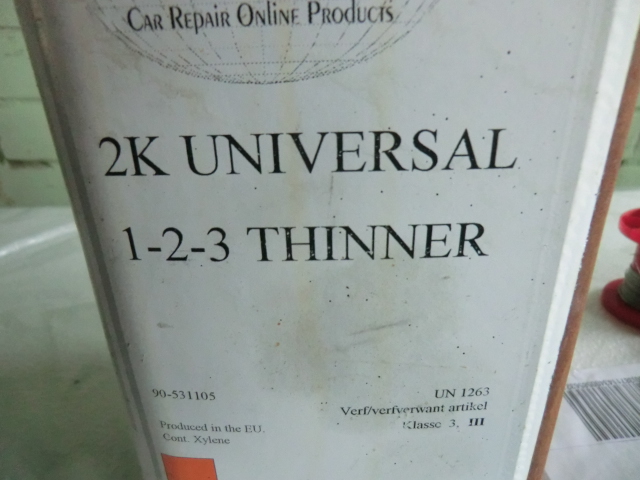 Car Repair Online Products
2K UNIVERSAL
1-2-3 THINNER
90-531105
UN 1263
Verf/verfverwant artikel
Klasse 3, III
Produced in the EU.
Cont. Xylene